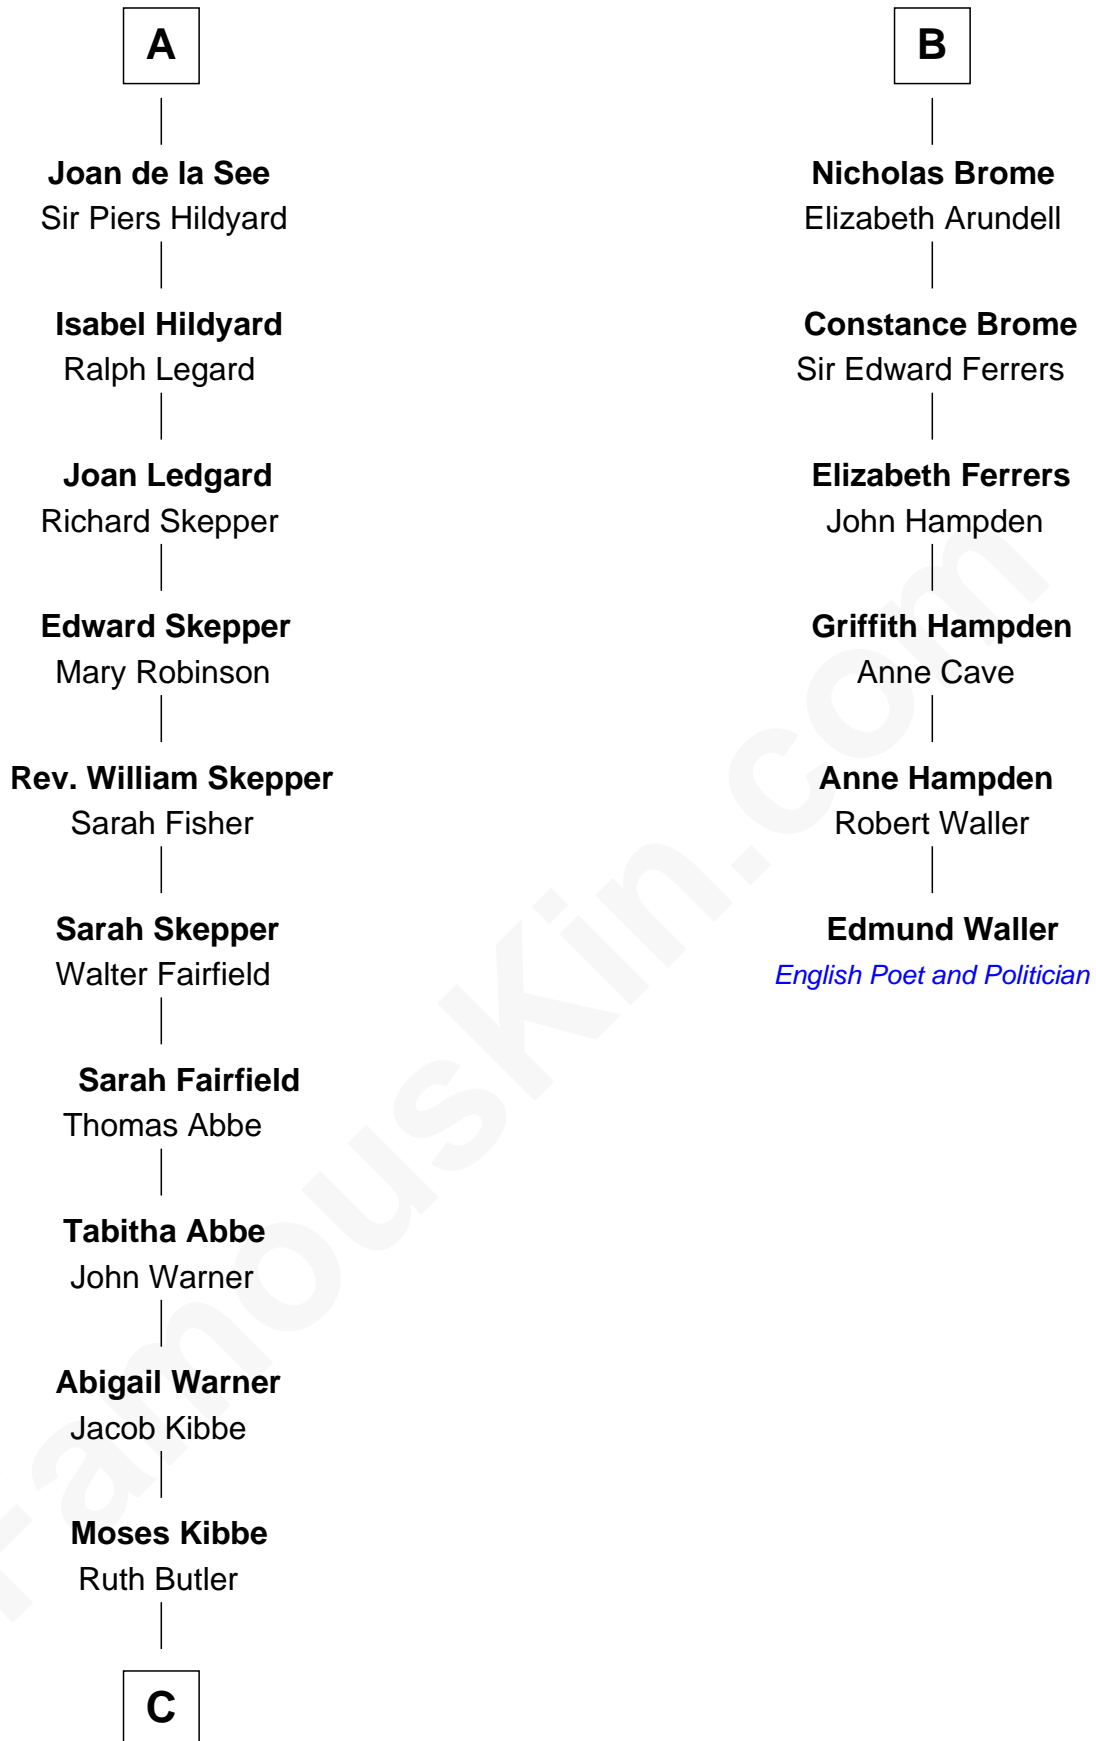 A
Joan de la See
Sir Piers Hildyard
Isabel Hildyard
Ralph Legard
Joan Ledgard
Richard Skepper
Edward Skepper
Mary Robinson
Rev. William Skepper
Sarah Fisher
Sarah Skepper
Walter Fairfield
Sarah Fairfield
Thomas Abbe
Tabitha Abbe
John Warner
Abigail Warner
Jacob Kibbe
Moses Kibbe
Ruth Butler
C
B
Nicholas Brome
Elizabeth Arundell
Constance Brome
Sir Edward Ferrers
Elizabeth Ferrers
John Hampden
Griffith Hampden
Anne Cave
Anne Hampden
Robert Waller
Edmund Waller
English Poet and Politician
FamousKin.com